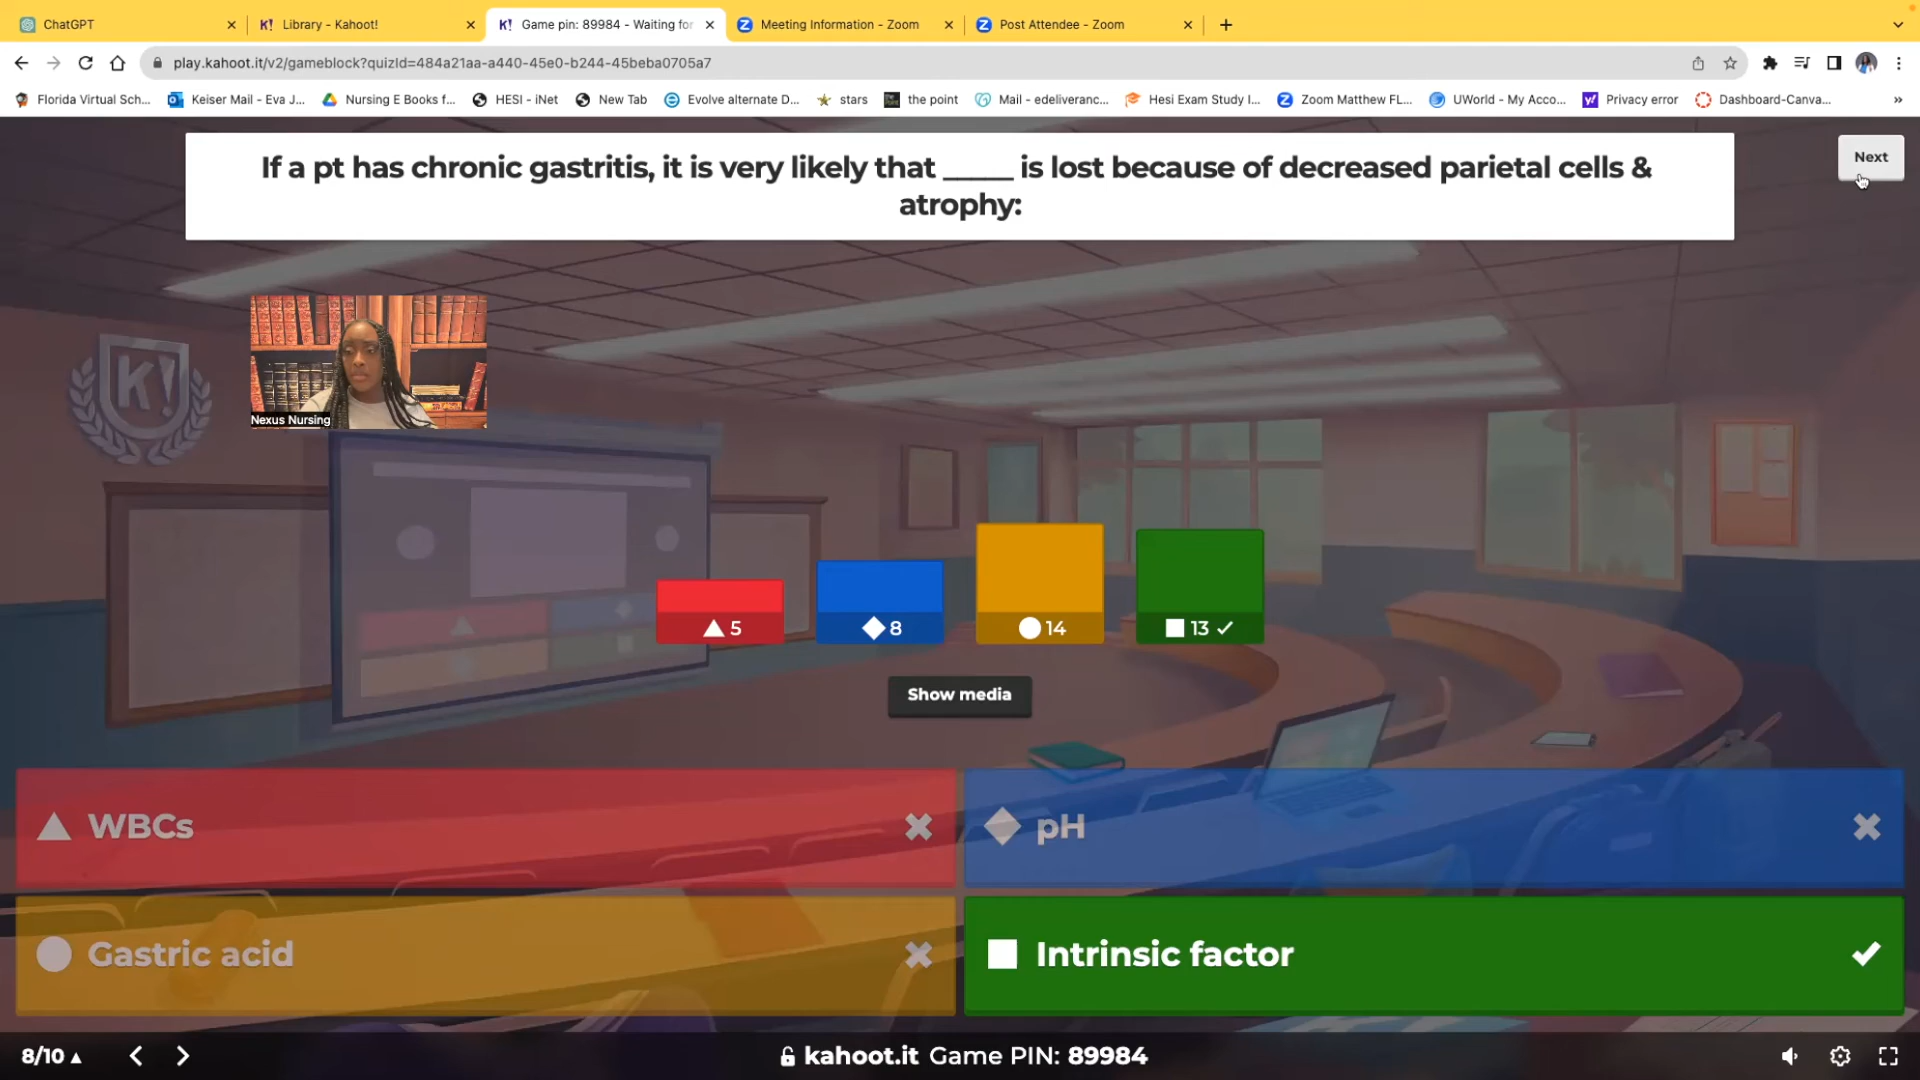 ChatGPT
Library - Kahoot!
Game pin: 89984 - Waiting for
Meeting Information - Zoom
Post Attendee - Zoom
play.kahoot.it/v2/gameblock?quizId=484a21aa-a440-45e0-b244-45beba0705a7
Florida Virtual Sch...
Keiser Mail - Eva J...
Nursing E Books f...
HESI - iNet
New Tab
Evolve alternate D...
stars
the point
Mail - edeliveranc...
Hesi Exam Study I...
Zoom Matthew FL...
UWorld - My Acco...
Privacy error
Dashboard-Canva...
If a pt has chronic gastritis, it is very likely that _____ is lost because of decreased parietal cells &
atrophy:
Next
K!
Nexus Nursing
5
8
14
13
Show media
WBCs
pH
Gastric acid
Intrinsic factor
8/10
kahoot.it Game PIN: 89984